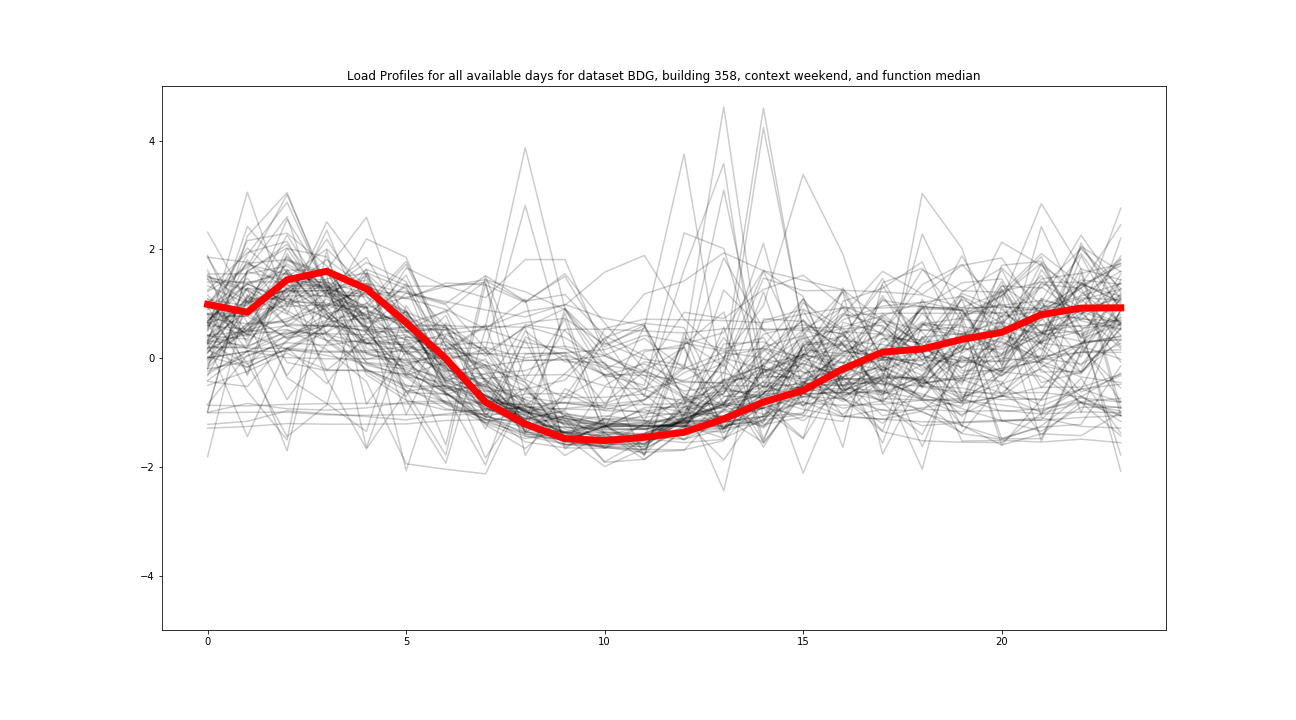 Load Profiles for all available days for dataset BDG, building 358, context weekend, and function median
4
2
0
−2
−4
0 5 10 15 20